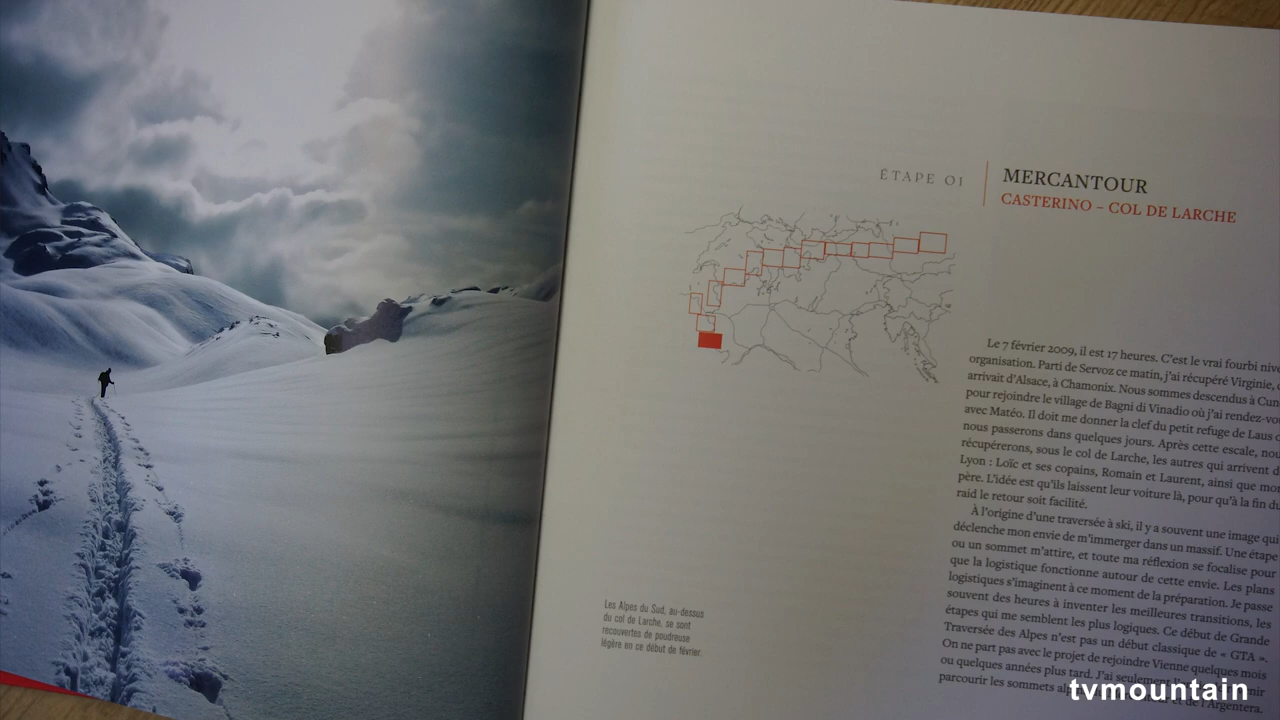 ÉTAPE 01
MERCANTOUR
CASTERINO – COL DE LARCHE
Le 7 février 2009, il est 17 heures. C'est le vrai fourbi
organisation. Parti de Servoz ce matin, j'ai récupéré Virginie,
arrivait d'Alsace, à Chamonix. Nous sommes descendus à
pour rejoindre le village de Bagni di Vinadio où j'ai
avec Matéo. Il doit me donner la clef du petit refuge de Laus
nous passerons dans quelques jours. Après cette escale,
récupérerons, sous le col de Larche, les autres qui arrivent
Lyon : Loïc et ses copains, Romain et Laurent, ainsi que
père. L'idée est qu'ils laissent leur voiture là, pour qu'à la fin
raid le retour soit facilité.
À l'origine d'une traversée à ski, il y a souvent une image qui
déclenche mon envie de m'immerger dans un massif. Une étape
ou un sommet m'attire, et toute ma réflexion se focalise pour
que la logistique fonctionne autour de cette envie. Les plans
logistiques s'imaginent à ce moment de la préparation. Je passe
souvent des heures à inventer les meilleures transitions, les
étapes qui me semblent les plus logiques. Ce début de Grande
Traversée des Alpes n'est pas un début classique de « GTA ».
On ne part pas avec le projet de rejoindre Vienne quelques mois
ou quelques années plus tard. J'ai seulement
parcourir les sommets et de l'Argentera.
Les Alpes du Sud, au-dessus
du col de Larche, se sont
recouvertes de poudreuse
légère en ce début de février.
tvmountain